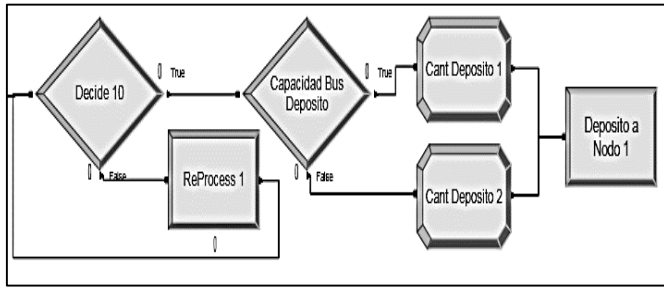 Decide 10
0 True
Capacidad Bus
Deposito
0 True
Cant Deposito 1
Deposito a
Nodo 1
0 False
ReProcess 1
0
0 False
Cant Deposito 2